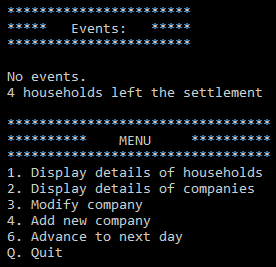 ***********************
***** Events: *****
***********************
No events.
4 households left the settlement
*********************************
********** MENU **********
*********************************
1. Display details of households
2. Display details of companies
3. Modify company
4. Add new company
6. Advance to next day
Q. Quit